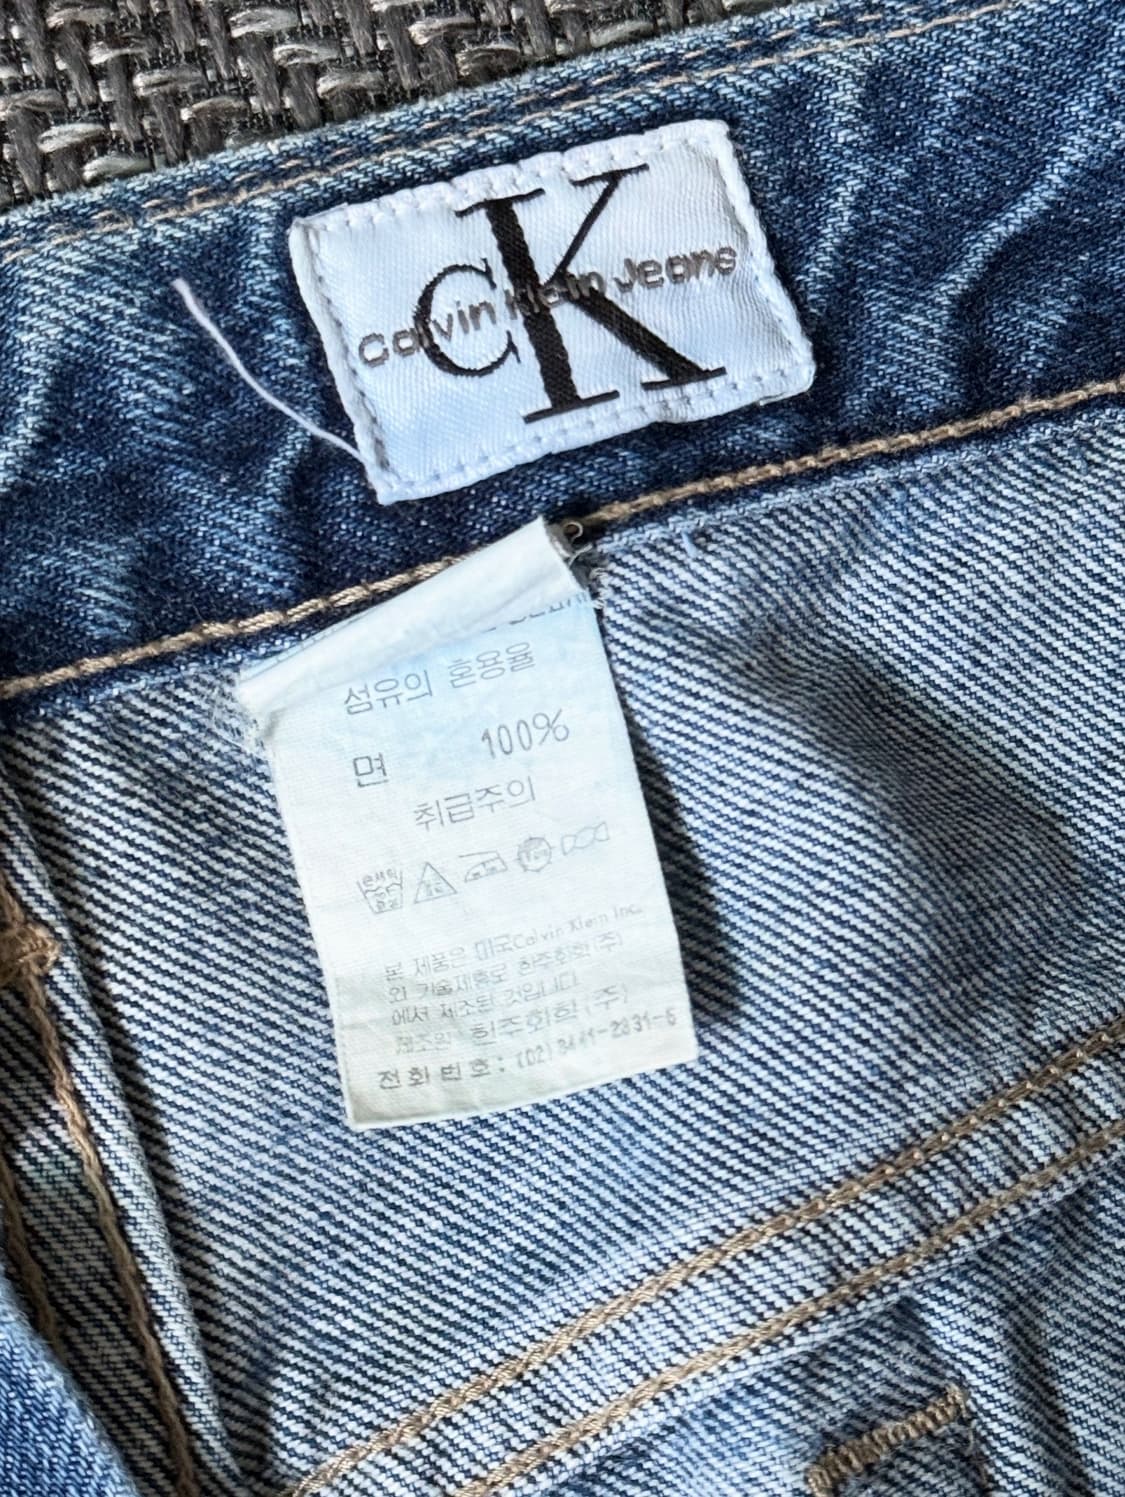 CK
Calvin Klein Jeans
섬유의 혼용율
면 100%
취급주의
본 제품은 미국Calvin Klein Inc.
와 기술제휴로 한주화학(주)
에서 제조된 것입니다
제조원 한주화학(주)
전화번호: (02)3441-2331-5